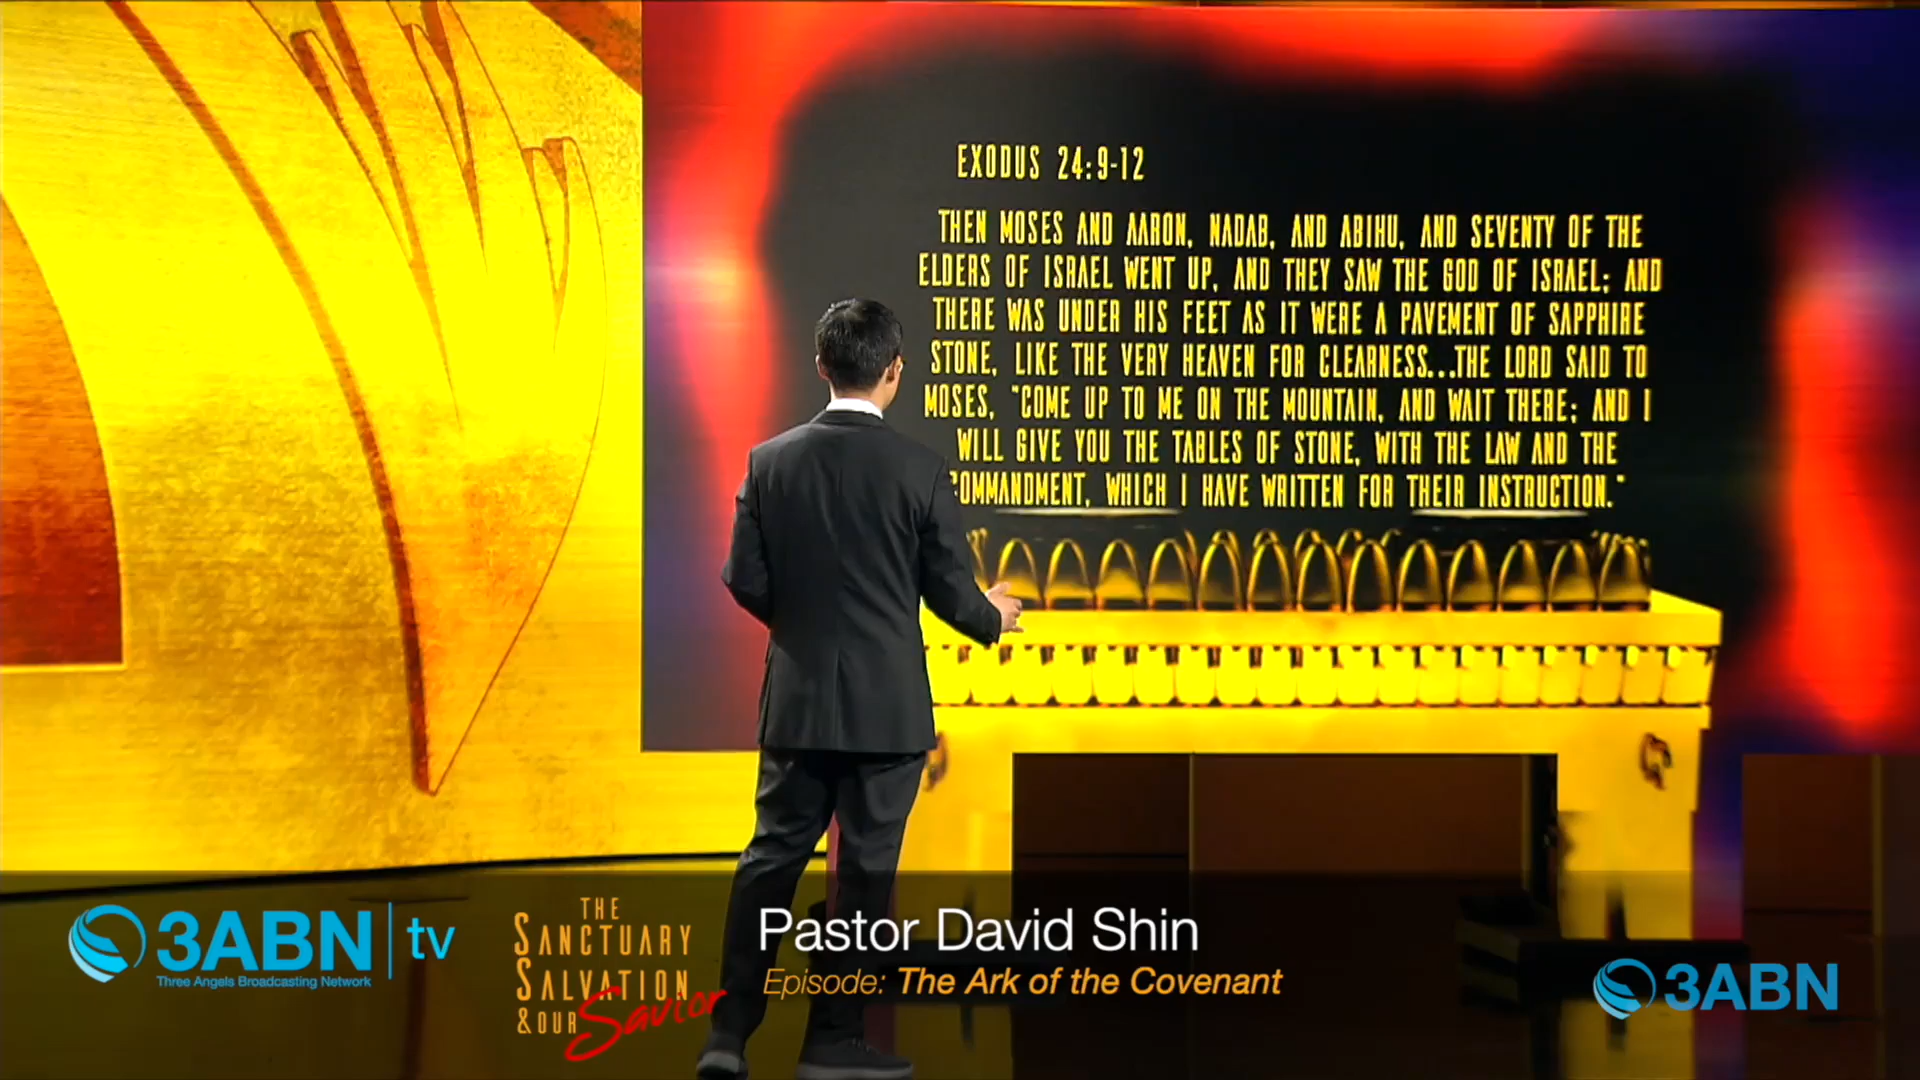 EXODUS 24:9-12
THEN MOSES AND AARON, NADAB, AND ABIHU, AND SEVENTY OF THE
ELDERS OF ISRAEL WENT UP, AND THEY SAW THE GOD OF ISRAEL; AND
THERE WAS UNDER HIS FEET AS IT WERE A PAVEMENT OF SAPPHIRE
STONE, LIKE THE VERY HEAVEN FOR CLEARNESS...THE LORD SAID TO
MOSES, "COME UP TO ME ON THE MOUNTAIN, AND WAIT THERE; AND I
WILL GIVE YOU THE TABLES OF STONE, WITH THE LAW AND THE
COMMANDMENT, WHICH I HAVE WRITTEN FOR THEIR INSTRUCTION."
3ABN tv
Three Angels Broadcasting Network
THE
SANCTUARY
SALVATION
& OUR Savior
Pastor David Shin
Episode: The Ark of the Covenant
3ABN